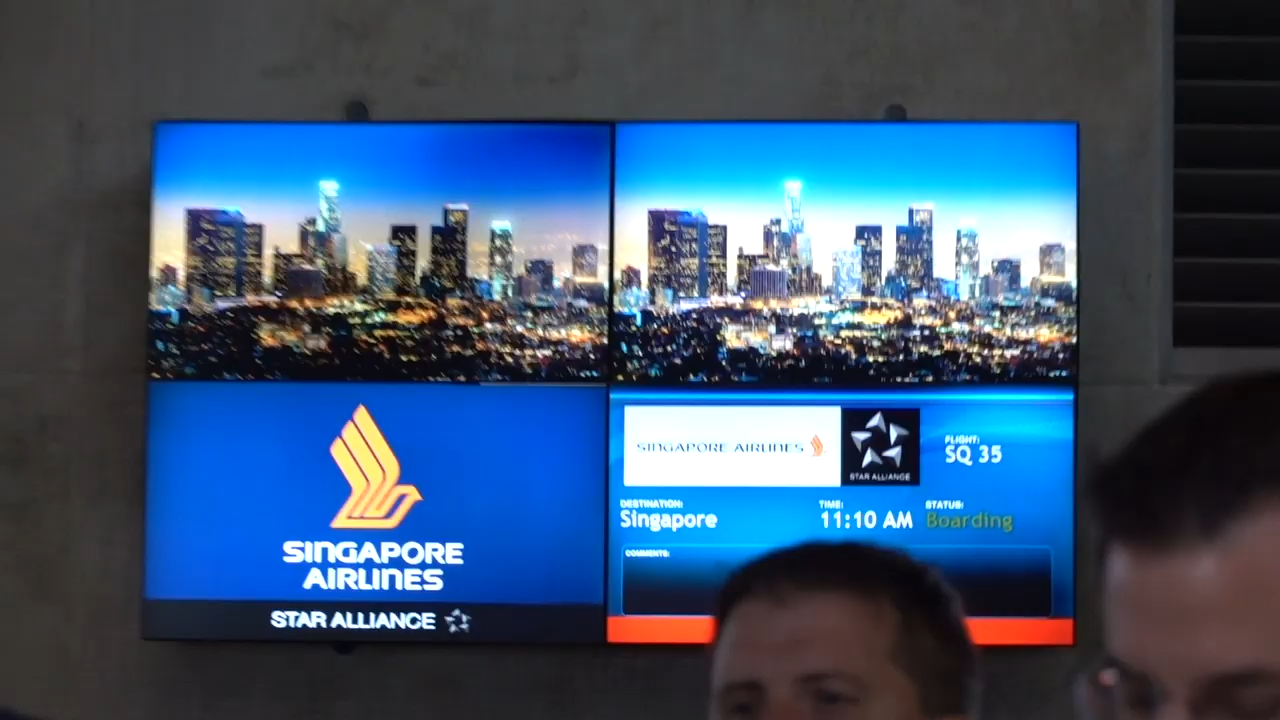 SINGAPORE
AIRLINES
STAR ALLIANCE
SINGAPORE AIRLINES
STAR ALLIANCE
FLIGHT:
SQ 35
DESTINATION:
Singapore
TIME:
11:10 AM
STATUS:
Boarding
COMMENTS: